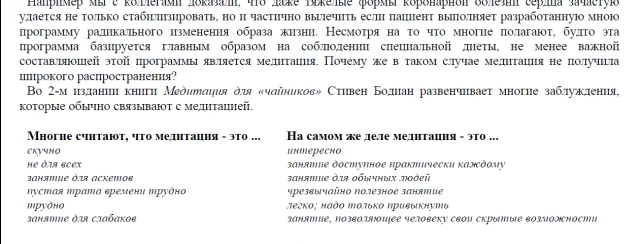 Например мы с коллегами доказали, что даже тяжелые формы коронарной болезни сердца зачастую
удается не только стабилизировать, но и частично вылечить если пациент выполняет разработанную мною
программу радикального изменения образа жизни. Несмотря на то что многие полагают, будто эта
программа базируется главным образом на соблюдении специальной диеты, не менее важной
составляющей этой программы является медитация. Почему же в таком случае медитация не получила
широкого распространения?
Во 2-м издании книги Медитация для «чайников» Стивен Бодиан развенчивает многие заблуждения,
которые обычно связывают с медитацией.
Многие считают, что медитация - это ... На самом же деле медитация - это ...
скучно интересно
не для всех занятие доступное практически каждому
занятие для аскетов занятие для обычных людей
пустая трата времени трудно чрезвычайно полезное занятие
трудно легко; надо только привыкнуть
занятие для слабаков занятие, позволяющее человеку свои скрытые возможности